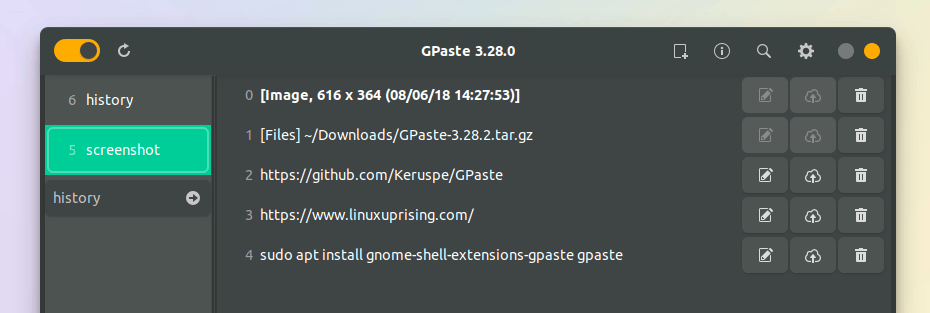 GPaste 3.28.0
6 history
5 screenshot
history
0 [Image, 616 x 364 (08/06/18 14:27:53)]
1 [Files] ~/Downloads/GPaste-3.28.2.tar.gz
2 https://github.com/Keruspe/GPaste
3 https://www.linuxuprising.com/
4 sudo apt install gnome-shell-extensions-gpaste gpaste